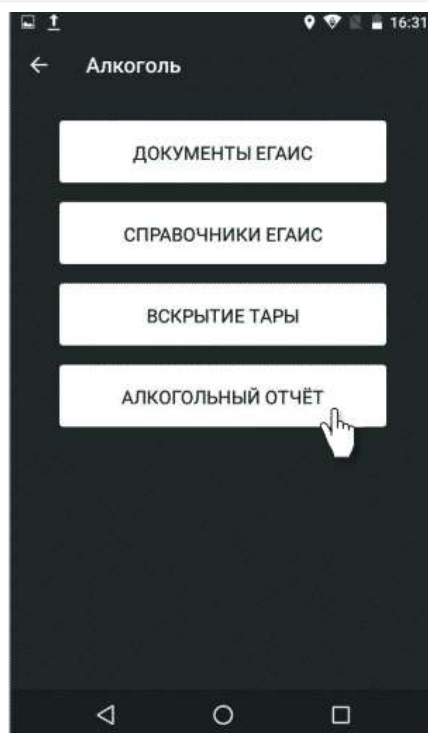 16:31
Алкоголь
ДОКУМЕНТЫ ЕГАИС
СПРАВОЧНИКИ ЕГАИС
ВСКРЫТИЕ ТАРЫ
АЛКОГОЛЬНЫЙ ОТЧЁТ